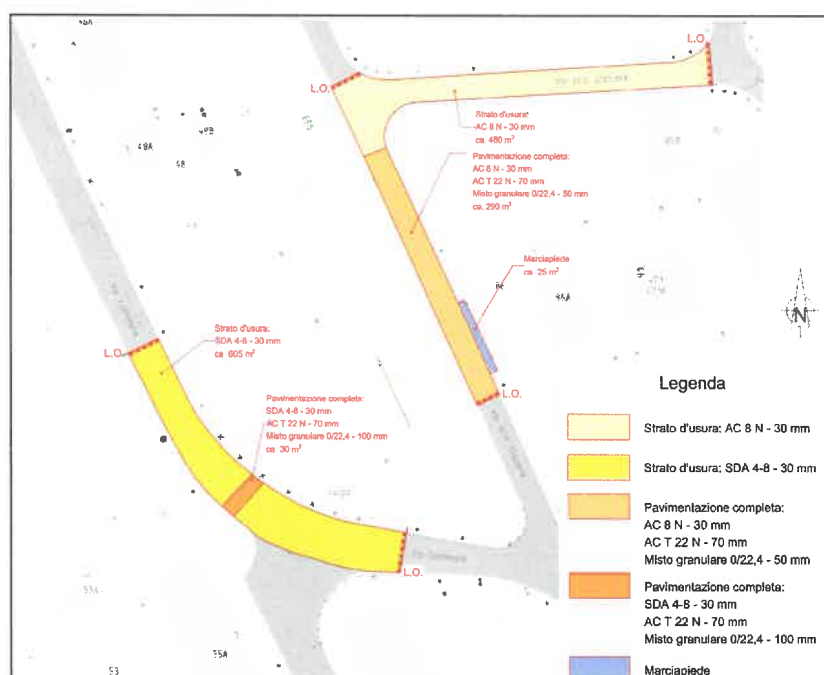 48A
L.O.
L.O.
Strato d'usura:
AC 8 N - 30 mm
ca. 480 m²
Pavimentazione completa:
AC 8 N - 30 mm
AC T 22 N - 70 mm
Misto granulare 0/22,4 - 50 mm
ca. 290 m²
49B
48A
48
Marciapiede
ca. 25 m²
95A
N
Strato d'usura:
SDA 4-8 - 30 mm
ca. 605 m²
L.O.
Pavimentazione completa:
SDA 4-8 - 30 mm
AC T 22 N - 70 mm
Misto granulare 0/22,4 - 100 mm
ca. 30 m²
L.O.
L.O.
93A
55A
93
Legenda
Strato d'usura: AC 8 N - 30 mm
Strato d'usura: SDA 4-8 - 30 mm
Pavimentazione completa:
AC 8 N - 30 mm
AC T 22 N - 70 mm
Misto granulare 0/22,4 - 50 mm
Pavimentazione completa:
SDA 4-8 - 30 mm
AC T 22 N - 70 mm
Misto granulare 0/22,4 - 100 mm
Marciapiede